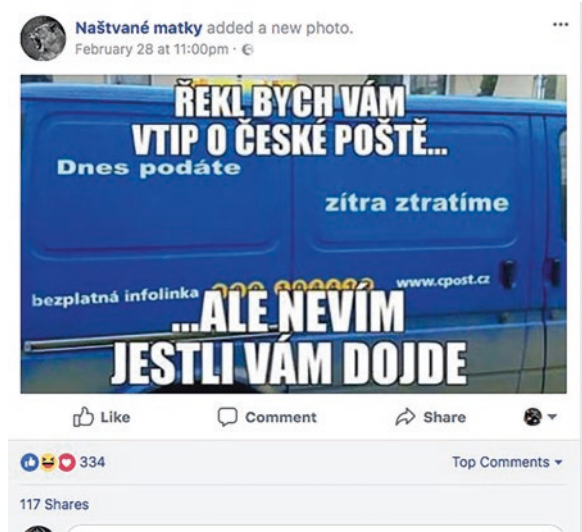 Naštvané matky added a new photo.
February 28 at 11:00pm ·
ŘEKL BYCH VÁM
VTIP O ČESKÉ POŠTĚ...
Dnes podáte
zítra ztratíme
bezplatná infolinka
www.cpost.cz
...ALE NEVÍM
JESTLI VÁM DOJDE
Like Comment Share
334 Top Comments
117 Shares